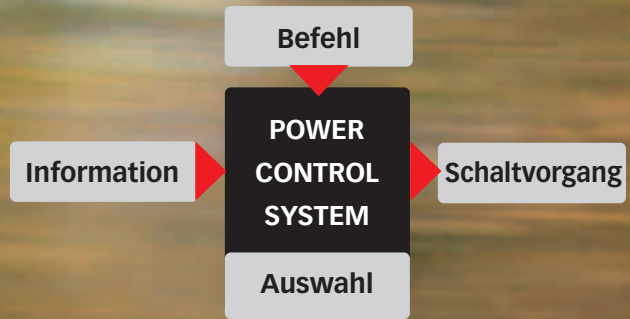 Befehl
POWER
Information
CONTROL
Schaltvorgang
SYSTEM
Auswahl